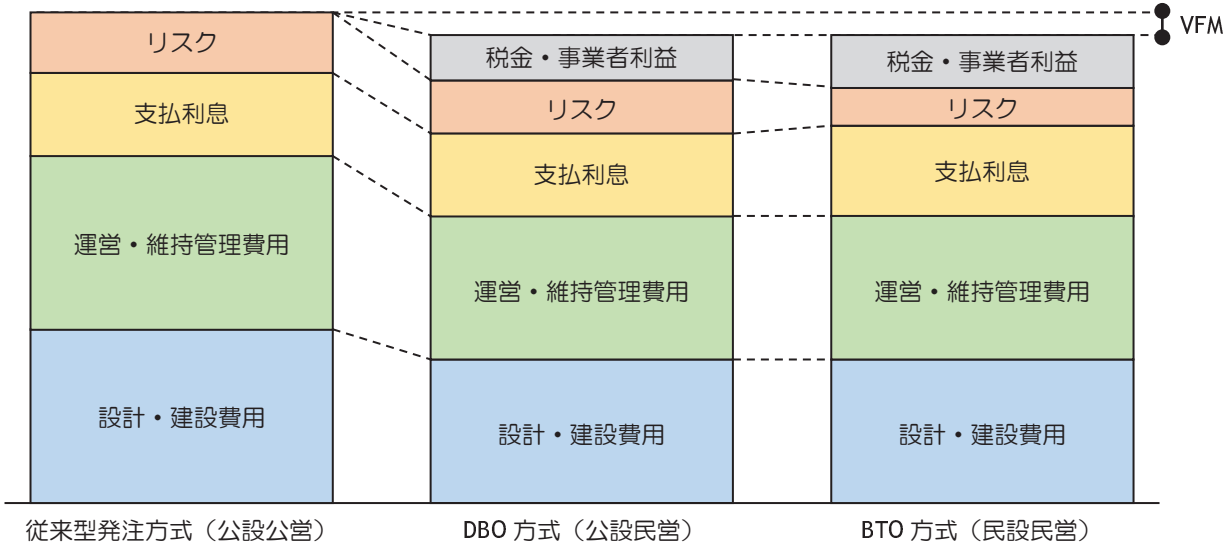 VFM
リスク
支払利息
運営・維持管理費用
設計・建設費用
従来型発注方式（公設公営）
税金・事業者利益
リスク
支払利息
運営・維持管理費用
設計・建設費用
DBO 方式（公設民営）
税金・事業者利益
リスク
支払利息
運営・維持管理費用
設計・建設費用
BTO 方式（民設民営）